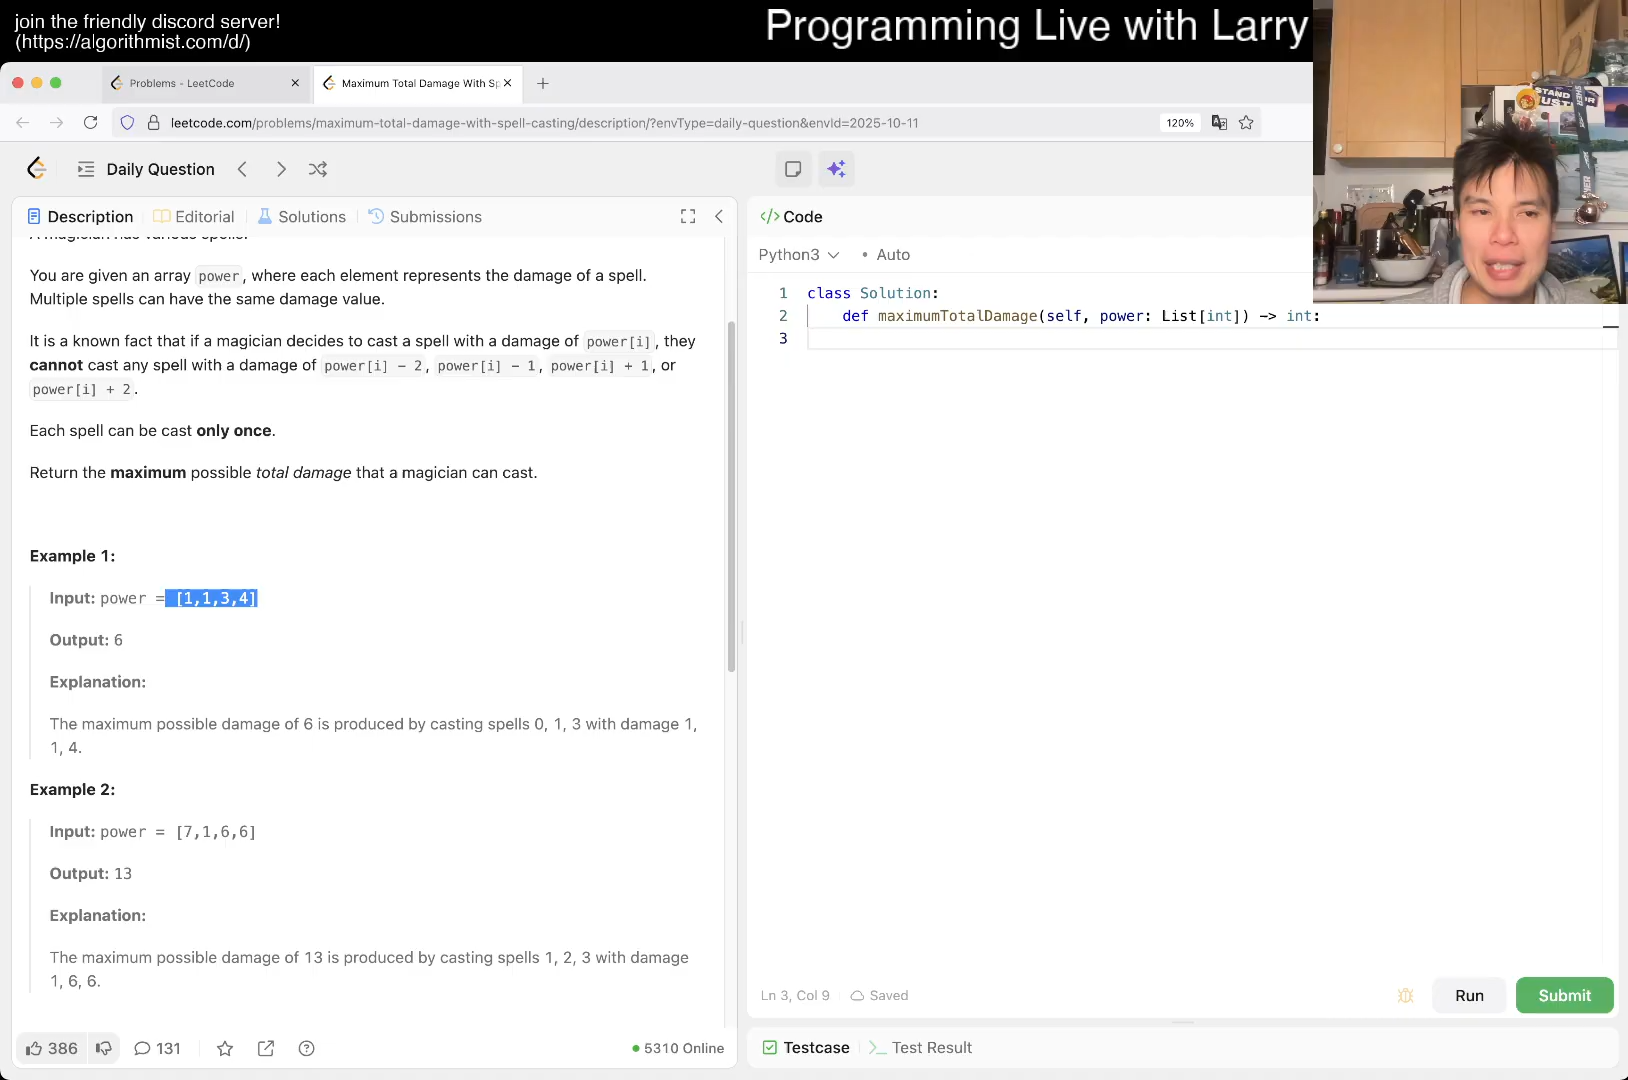 join the friendly discord server!
(https://algorithmist.com/d/)
Programming Live with Larry
Problems - LeetCode
Maximum Total Damage With Sp
leetcode.com/problems/maximum-total-damage-with-spell-casting/description/?envType=daily-question&envId=2025-10-11
120%
Daily Question
Description
Editorial
Solutions
Submissions
A magician has various spells.
You are given an array power, where each element represents the damage of a spell.
Multiple spells can have the same damage value.
It is a known fact that if a magician decides to cast a spell with a damage of power[i], they
cannot cast any spell with a damage of power[i] - 2, power[i] - 1, power[i] + 1, or
power[i] + 2.
Each spell can be cast only once.
Return the maximum possible total damage that a magician can cast.
Example 1:
Input: power = [1,1,3,4]
Output: 6
Explanation:
The maximum possible damage of 6 is produced by casting spells 0, 1, 3 with damage 1,
1, 4.
Example 2:
Input: power = [7,1,6,6]
Output: 13
Explanation:
The maximum possible damage of 13 is produced by casting spells 1, 2, 3 with damage
1, 6, 6.
386
131
5310 Online
</> Code
Python3
• Auto
1 class Solution:
2 def maximumTotalDamage(self, power: List[int]) -> int:
3
Ln 3, Col 9
Saved
Run
Submit
Testcase
Test Result